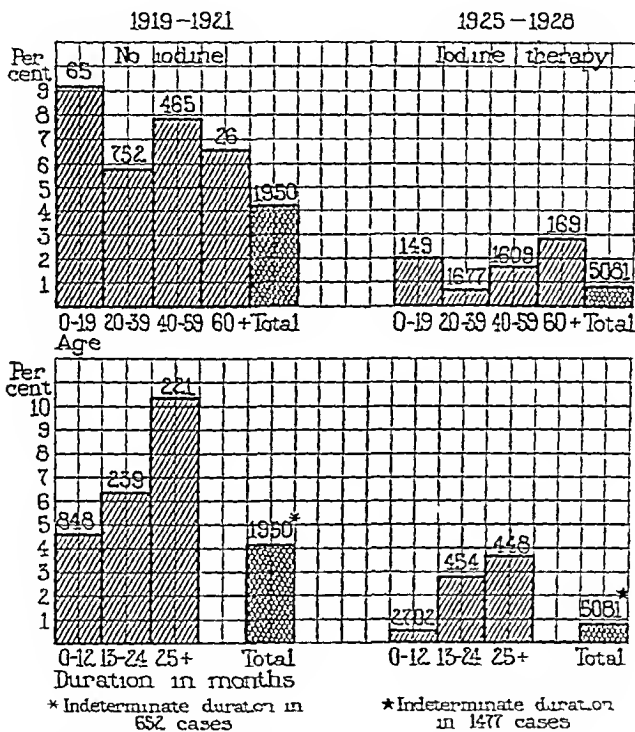 1919-1921
1925-1928
Per cent
No iodine
Iodine therapy
9
8
7
6
5
4
3
2
1
65
752
465
26
1950
149
1677
1609
169
5081
0-19 20-39 40-59 60+ Total
0-19 20-39 40-59 60+ Total
Age
Per cent
10
9
8
7
6
5
4
3
2
1
848
239
221
1950*
2702
454
448
5081★
0-12 13-24 25+ Total
0-12 13-24 25+ Total
Duration in months
* Indeterminate duration in
652 cases
★ Indeterminate duration
in 1477 cases